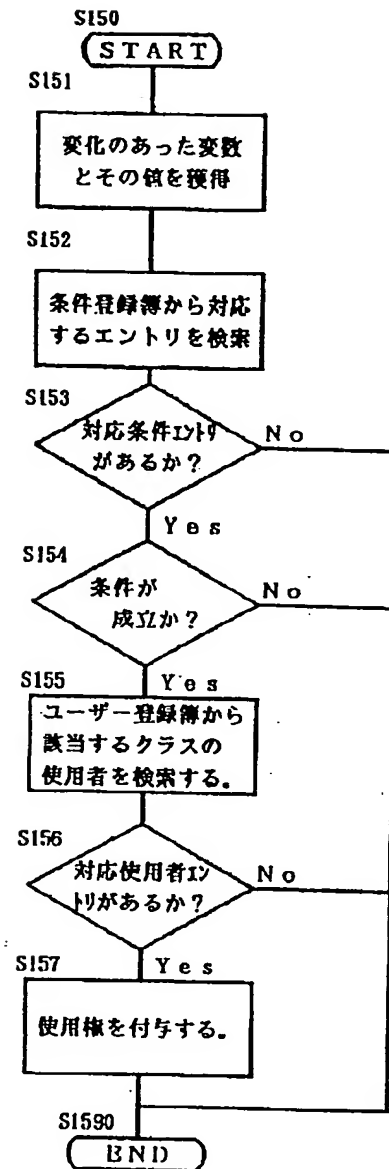 S150
START
S151
変化のあった変数
とその値を獲得
S152
条件登録簿から対応
するエントリを検索
S153
対応条件エントリ
があるか？
No
Yes
S154
条件が
成立か？
No
Yes
S155
ユーザー登録簿から
該当するクラスの
使用者を検索する。
S156
対応使用者エン
トリがあるか？
No
Yes
S157
使用権を付与する。
S1590
END